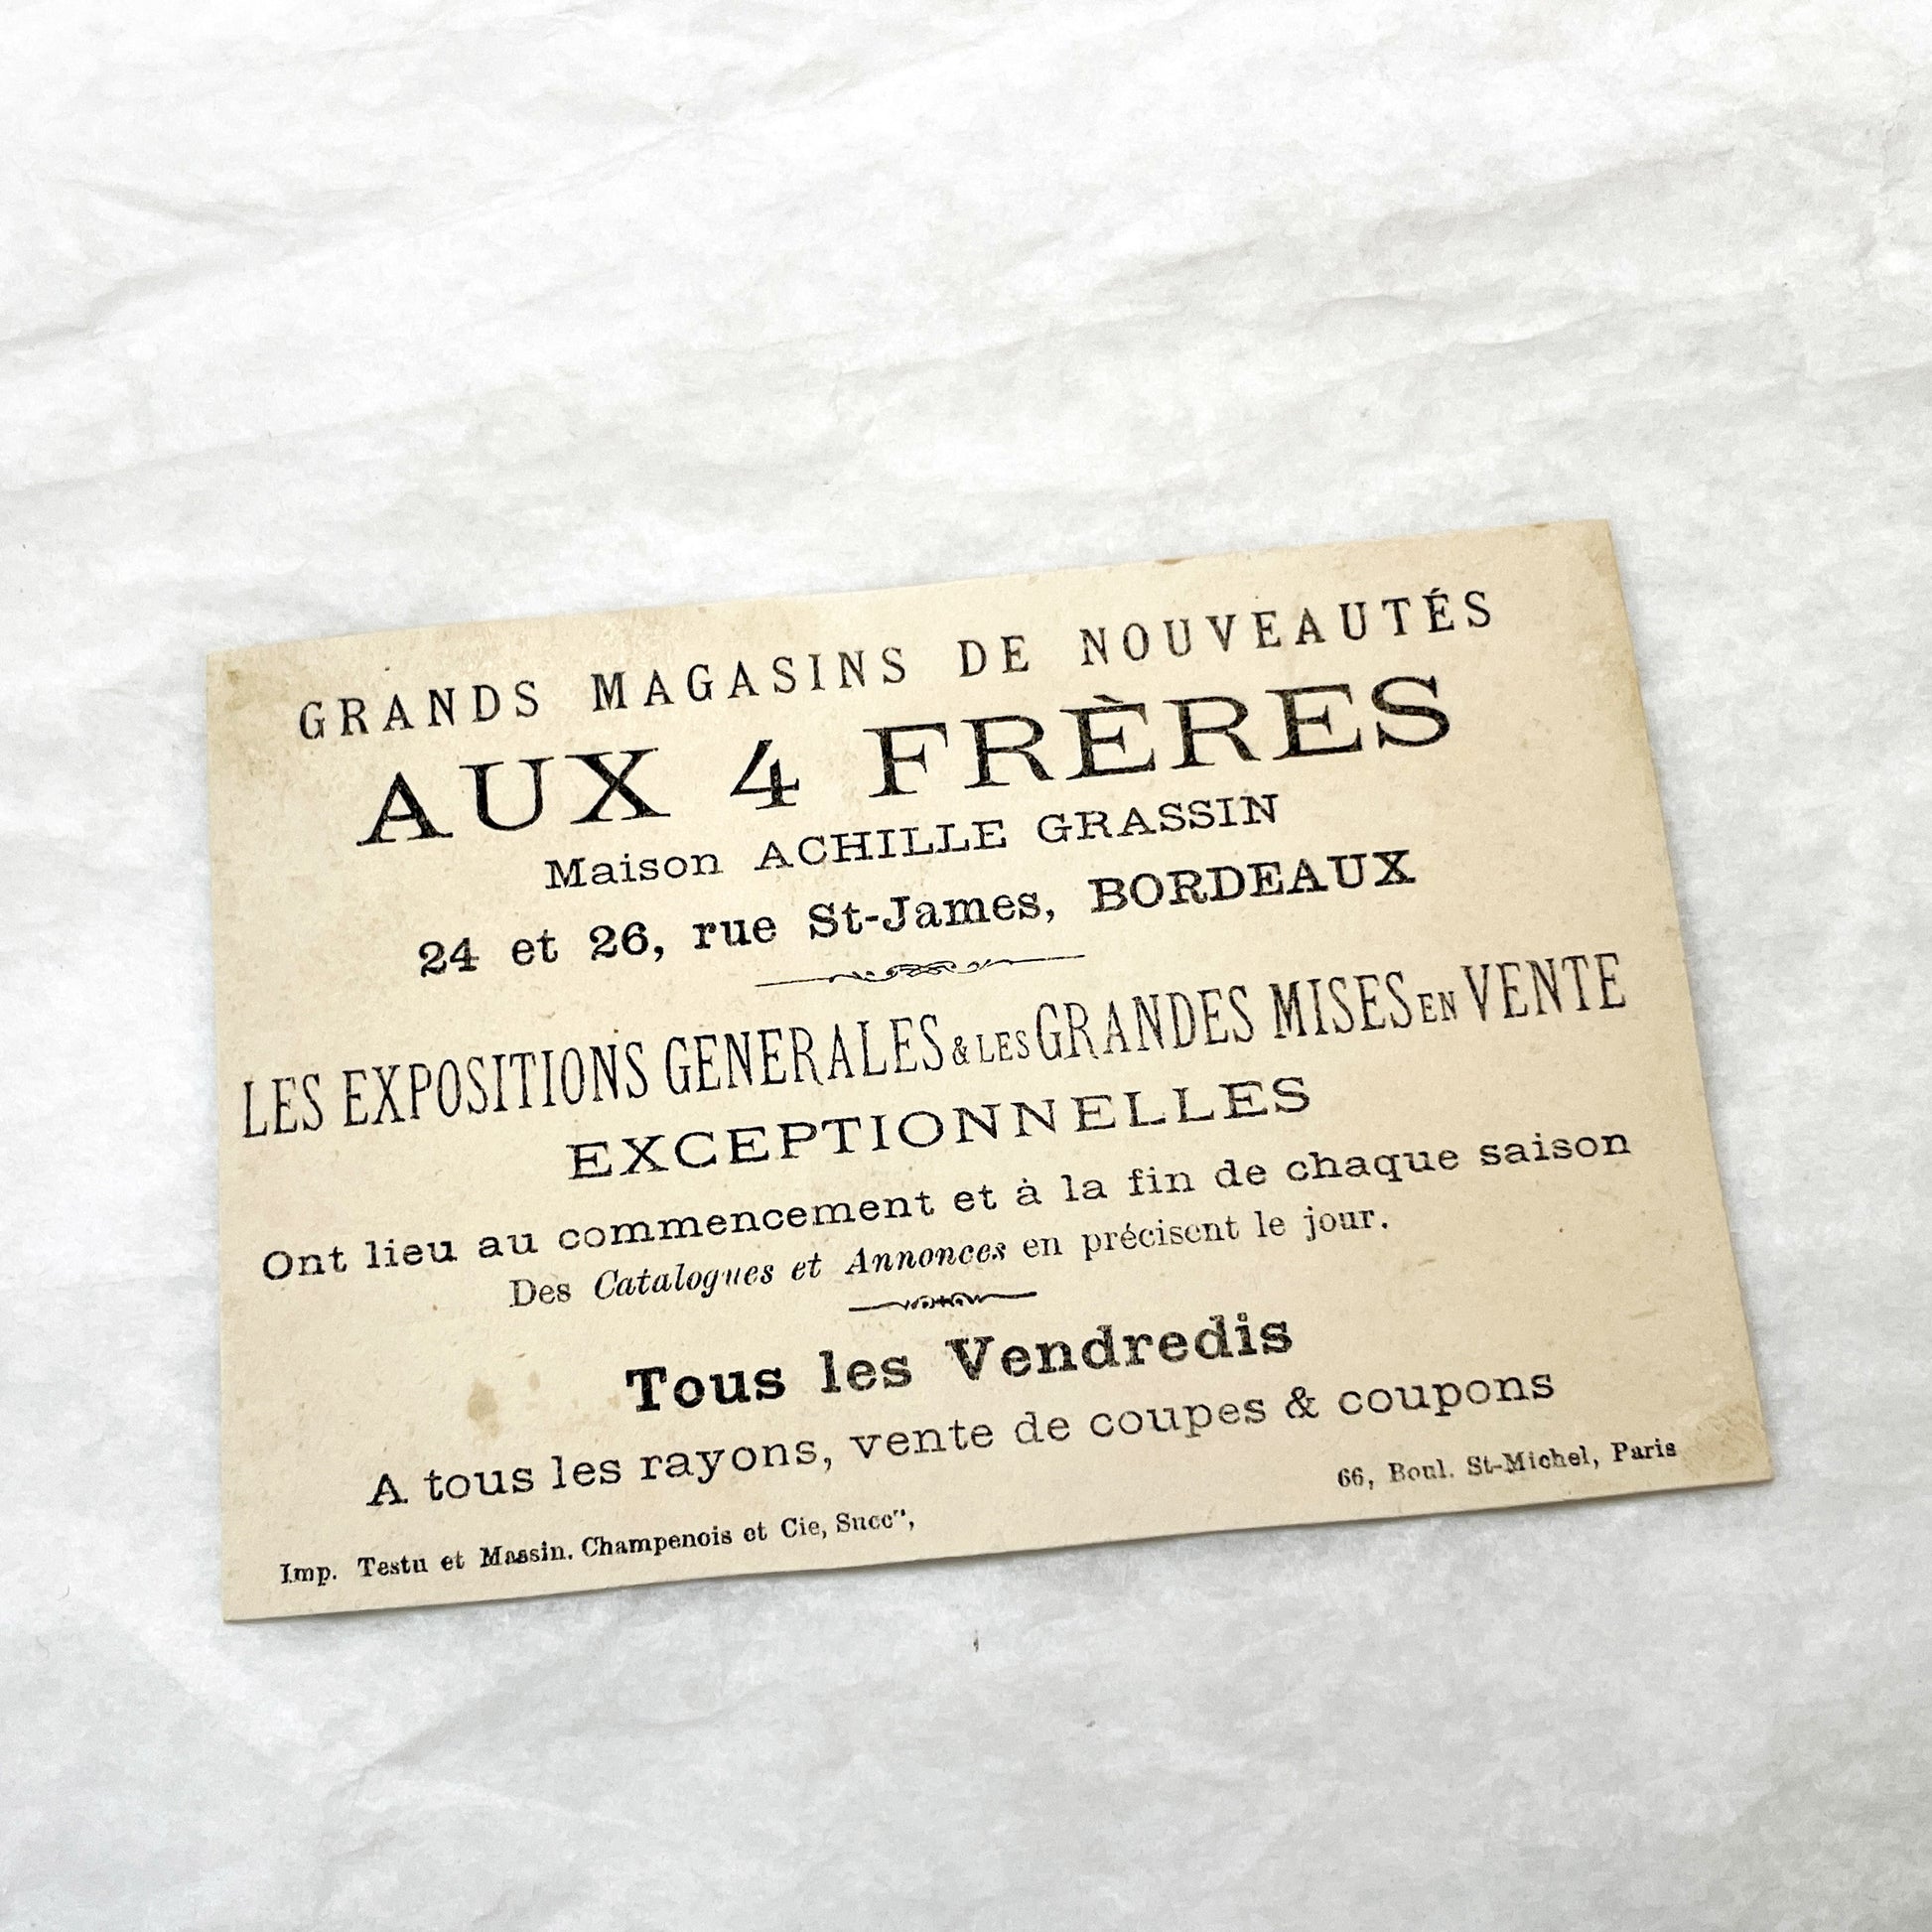 GRANDS MAGASINS DE NOUVEAUTÉS
AUX 4 FRÈRES
Maison ACHILLE GRASSIN
24 et 26, rue St-James, BORDEAUX
LES EXPOSITIONS GENERALES & LES GRANDES MISES EN VENTE
EXCEPTIONNELLES
Ont lieu au commencement et à la fin de chaque saison
Des Catalogues et Annonces en précisent le jour.
Tous les Vendredis
A tous les rayons, vente de coupes & coupons
Imp. Testu et Massin. Champenois et Cie, Succ", 66, Boul. St-Michel, Paris